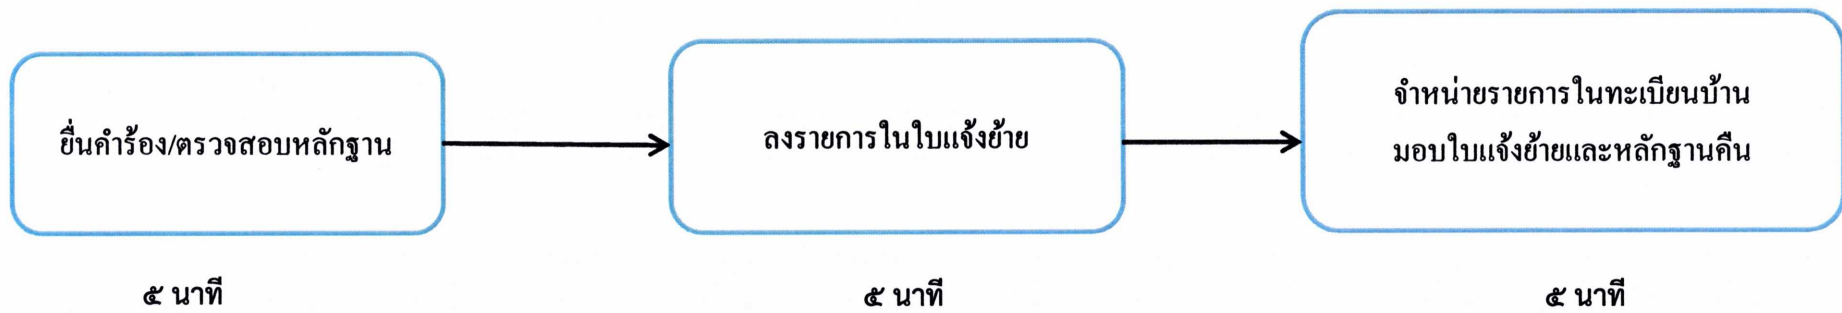 ยื่นคำร้อง/ตรวจสอบหลักฐาน
ลงรายการในใบแจ้งย้าย
จำหน่ายรายการในทะเบียนบ้าน
มอบใบแจ้งย้ายและหลักฐานคืน
๕ นาที
๕ นาที
๕ นาที